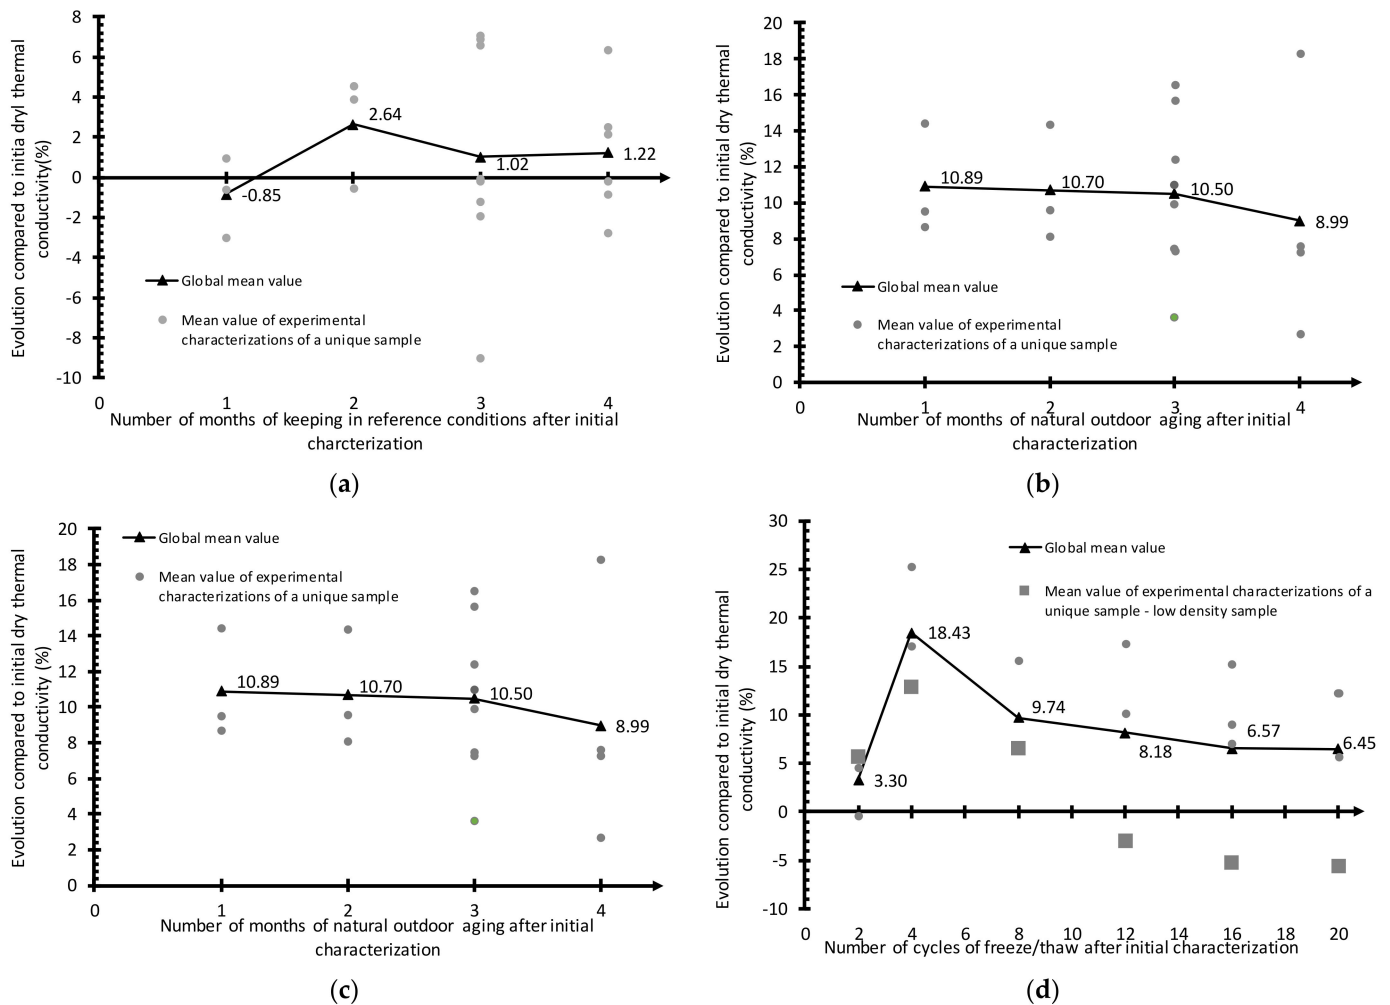 Evolution compared to initial dryl thermal
conductivity(%)
8
6
4
2
0
-2
-4
-6
-8
-10
2.64
1.02
1.22
-0.85
Global mean value
Mean value of experimental
characterizations of a unique sample
0 1 2 3 4
Number of months of keeping in reference conditions after initial
charcterization
(a)
Evolution compared to initial dry thermal
conductivity (%)
20
18
16
14
12
10
8
6
4
2
0
10.89
10.70
10.50
8.99
Global mean value
Mean value of experimental
characterizations of a unique sample
0 1 2 3 4
Number of months of natural outdoor aging after initial
characterization
(b)
Evolution compared to initial dry thermal
conductivity (%)
20
18
16
14
12
10
8
6
4
2
0
Global mean value
Mean value of experimental
characterizations of a unique sample
10.89
10.70
10.50
8.99
0 1 2 3 4
Number of months of natural outdoor aging after initial
characterization
(c)
Evolution compared to initial dry thermal
conductivity (%)
30
25
20
15
10
5
0
-5
-10
Global mean value
Mean value of experimental characterizations of a
unique sample - low density sample
18.43
9.74
8.18
6.57
6.45
3.30
0 2 4 6 8 10 12 14 16 18 20
Number of cycles of freeze/thaw after initial characterization
(d)